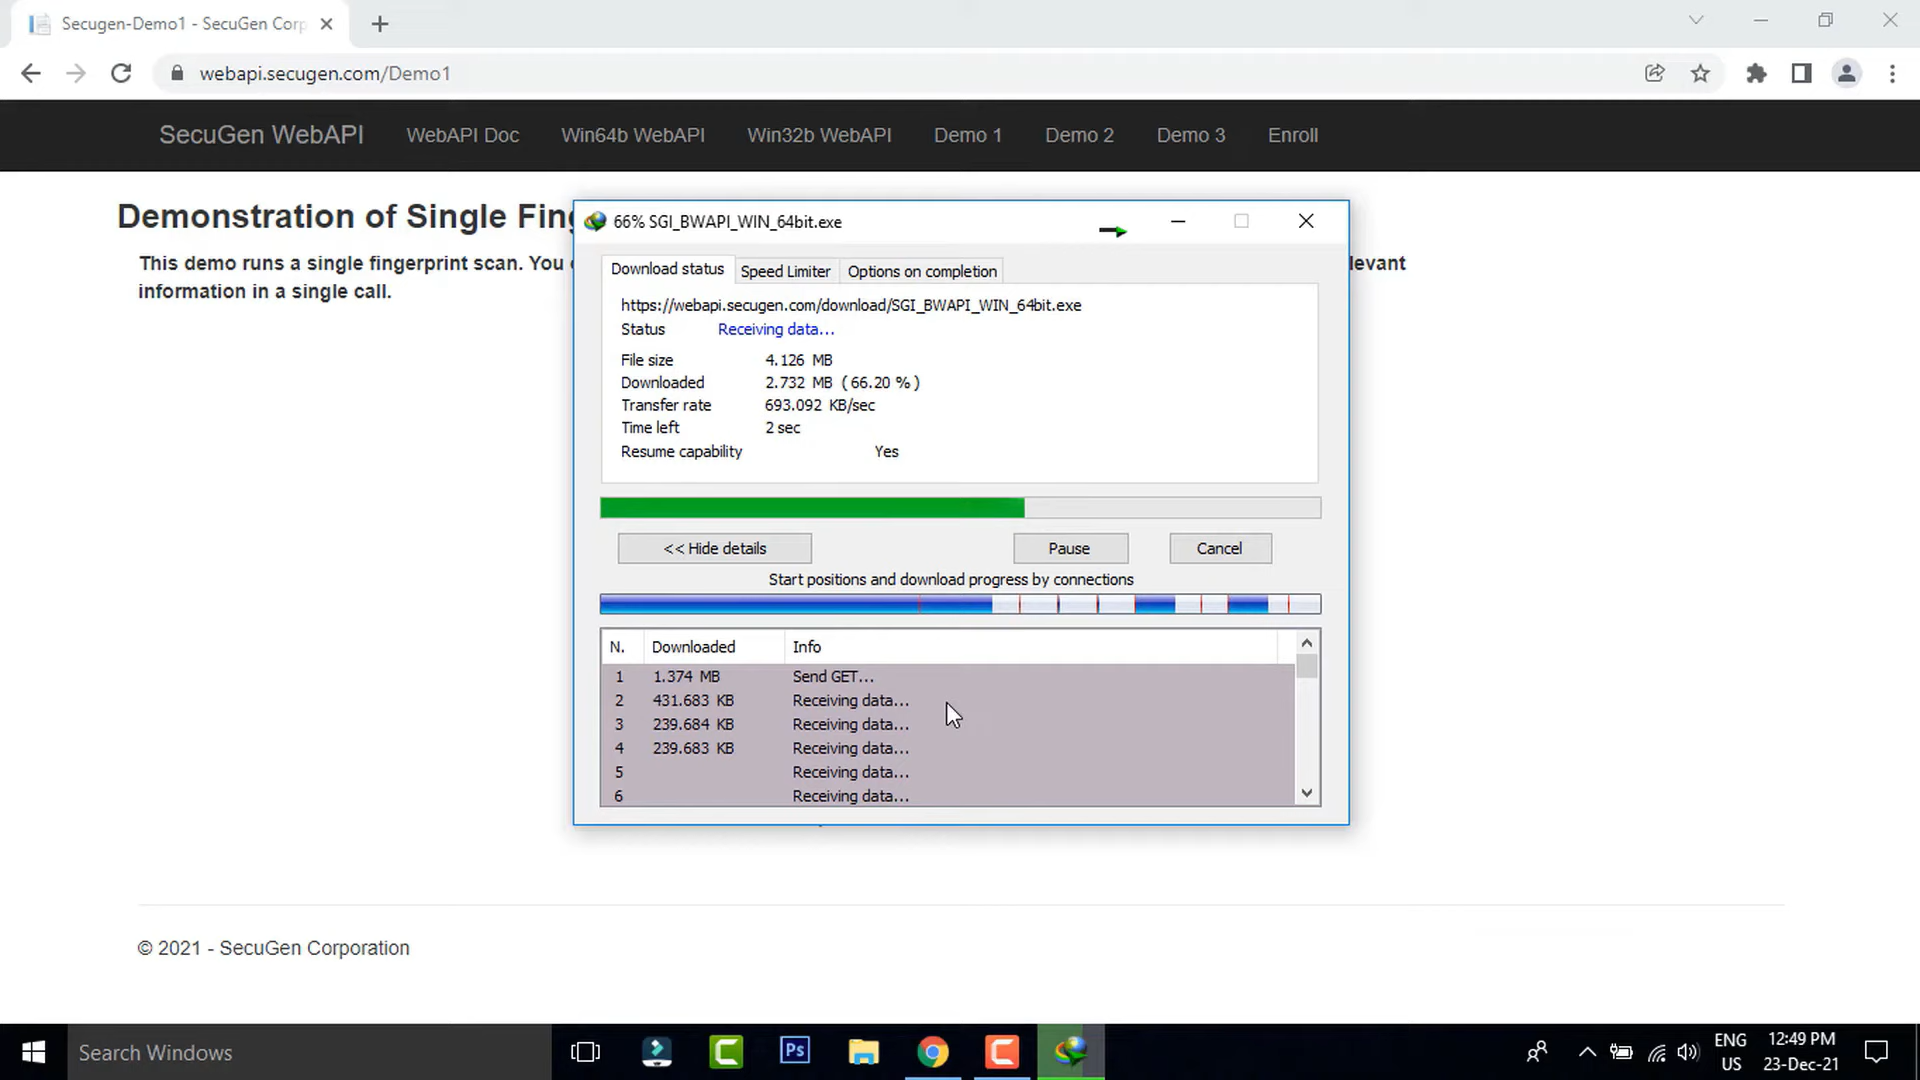 Secugen-Demo1 - SecuGen Corp
webapi.secugen.com/Demo1
SecuGen WebAPI WebAPI Doc Win64b WebAPI Win32b WebAPI Demo 1 Demo 2 Demo 3 Enroll
Demonstration of Single Fing
This demo runs a single fingerprint scan. You
levant
information in a single call.
66% SGI_BWAPI_WIN_64bit.exe
Download status Speed Limiter Options on completion
https://webapi.secugen.com/download/SGI_BWAPI_WIN_64bit.exe
Status Receiving data...
File size 4.126 MB
Downloaded 2.732 MB ( 66.20 % )
Transfer rate 693.092 KB/sec
Time left 2 sec
Resume capability Yes
<< Hide details Pause Cancel
Start positions and download progress by connections
N. Downloaded Info
1 1.374 MB Send GET...
2 431.683 KB Receiving data...
3 239.684 KB Receiving data...
4 239.683 KB Receiving data...
5 Receiving data...
6 Receiving data...
© 2021 - SecuGen Corporation
Search Windows
Ps
ENG
US
12:49 PM
23-Dec-21